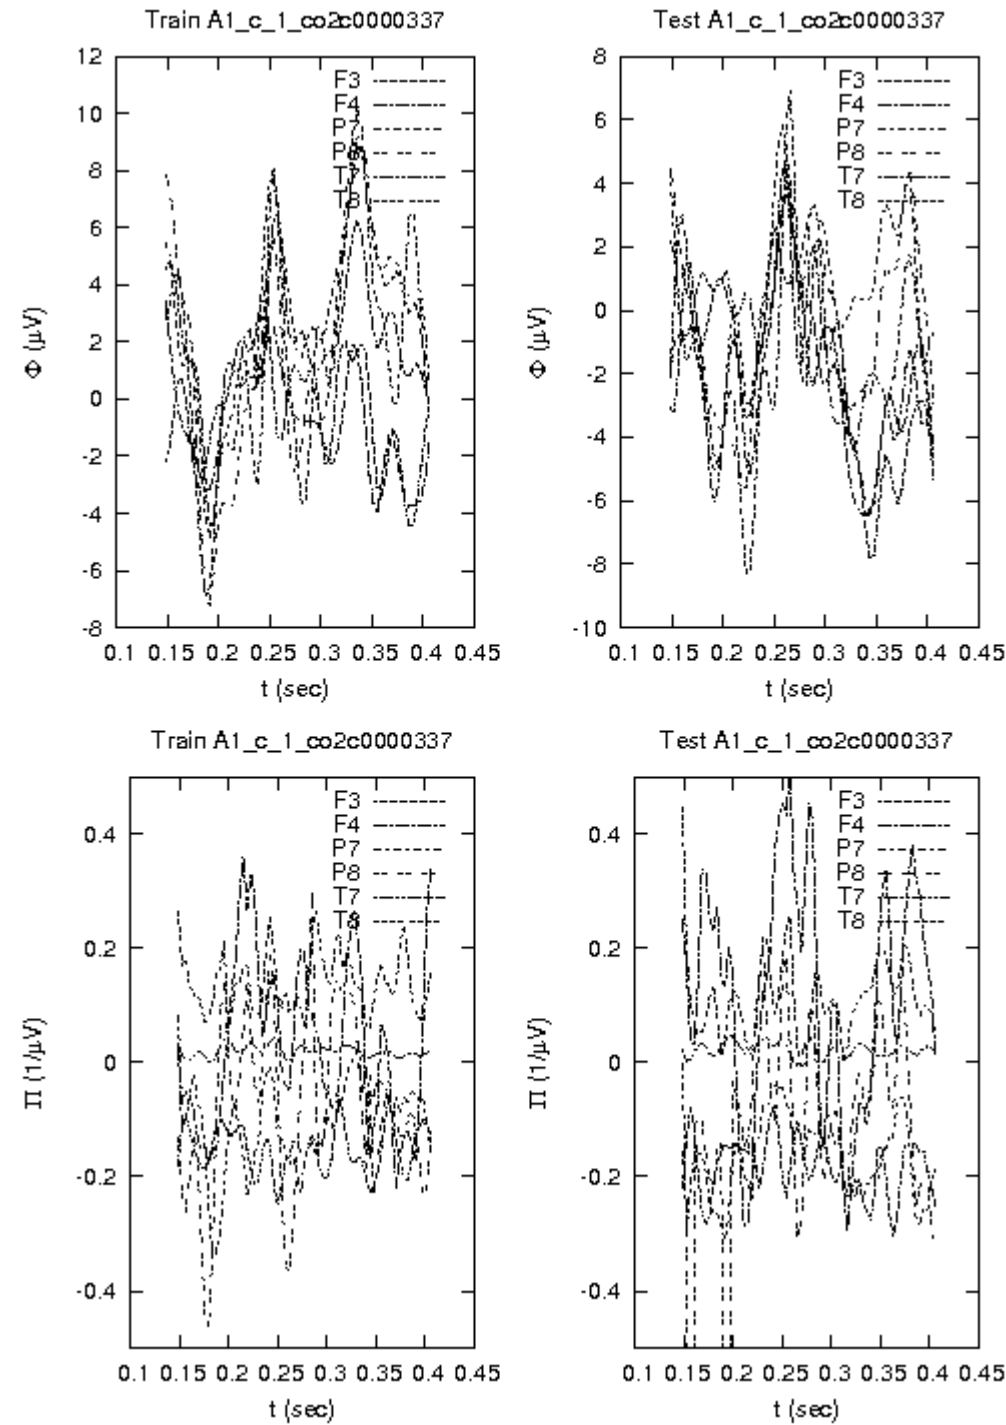 Train A1_c_1_co2c0000337
12
10
8
6
4
2
0
-2
-4
-6
-8
Φ (μV)
F3
F4
P7
P8
T7
T8
0.1 0.15 0.2 0.25 0.3 0.35 0.4 0.45
t (sec)
Test A1_c_1_co2c0000337
8
6
4
2
0
-2
-4
-6
-8
-10
Φ (μV)
F3
F4
P7
P8
T7
T8
0.1 0.15 0.2 0.25 0.3 0.35 0.4 0.45
t (sec)
Train A1_c_1_co2c0000337
0.4
0.2
0
-0.2
-0.4
Π (1/μV)
F3
F4
P7
P8
T7
T8
0.1 0.15 0.2 0.25 0.3 0.35 0.4 0.45
t (sec)
Test A1_c_1_co2c0000337
0.4
0.2
0
-0.2
-0.4
Π (1/μV)
F3
F4
P7
P8
T7
T8
0.1 0.15 0.2 0.25 0.3 0.35 0.4 0.45
t (sec)